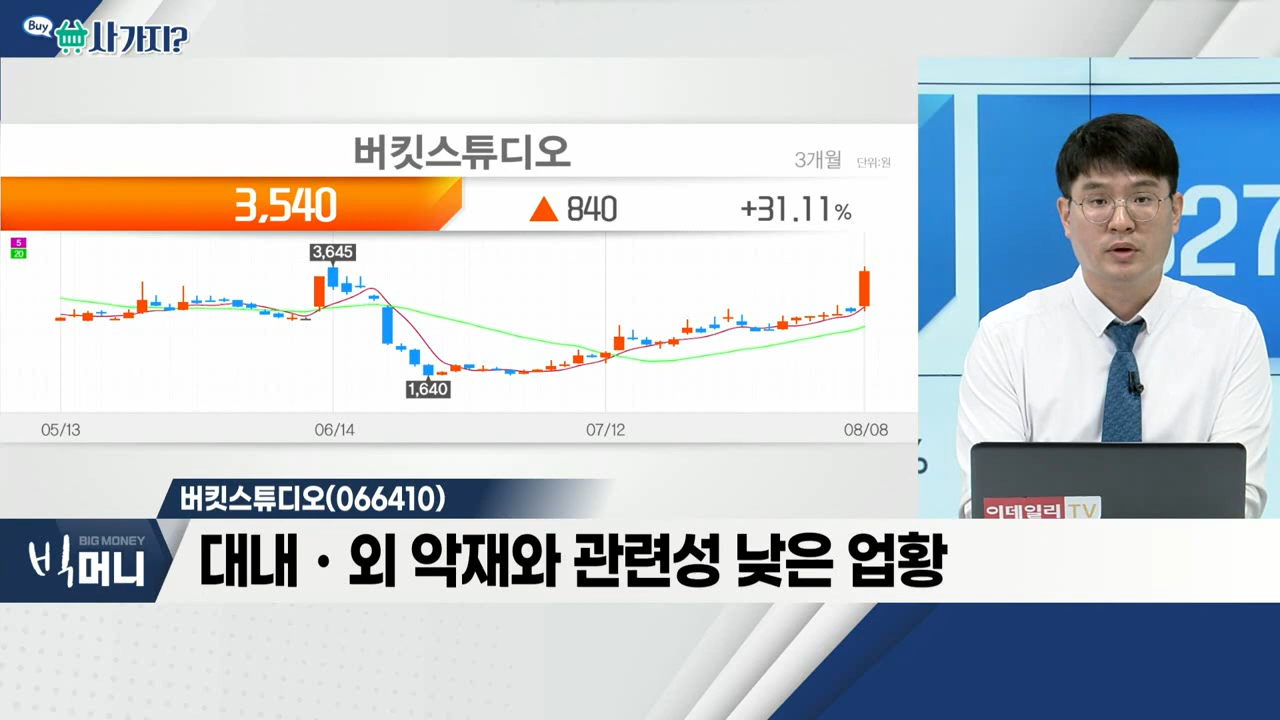 Buy 사가지?
버킷스튜디오
3개월 단위:원
3,540 ▲ 840 +31.11%
5
20
3,645
1,640
05/13 06/14 07/12 08/08
27
%
이데일리TV
버킷스튜디오(066410)
BIG MONEY
빅머니
대내·외 악재와 관련성 낮은 업황